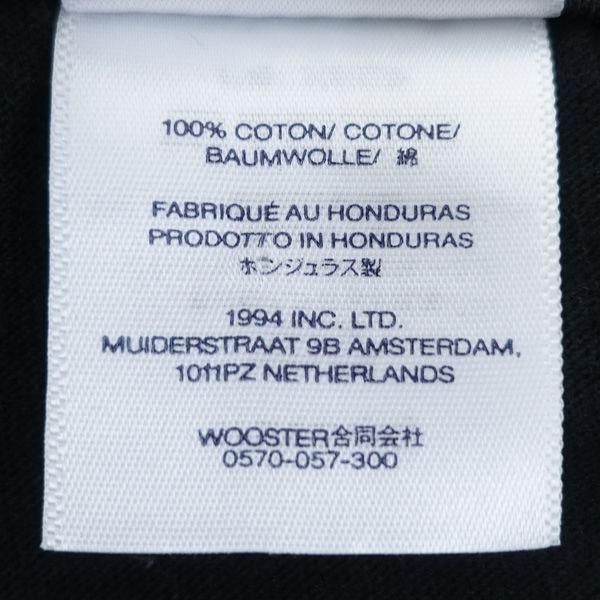 100% COTON/ COTONE/
BAUMWOLLE/ 綿
FABRIQUÉ AU HONDURAS
PRODOTTO IN HONDURAS
ホンジュラス製
1994 INC. LTD.
MUIDERSTRAAT 9B AMSTERDAM,
1011PZ NETHERLANDS
WOOSTER合同会社
0570-057-300